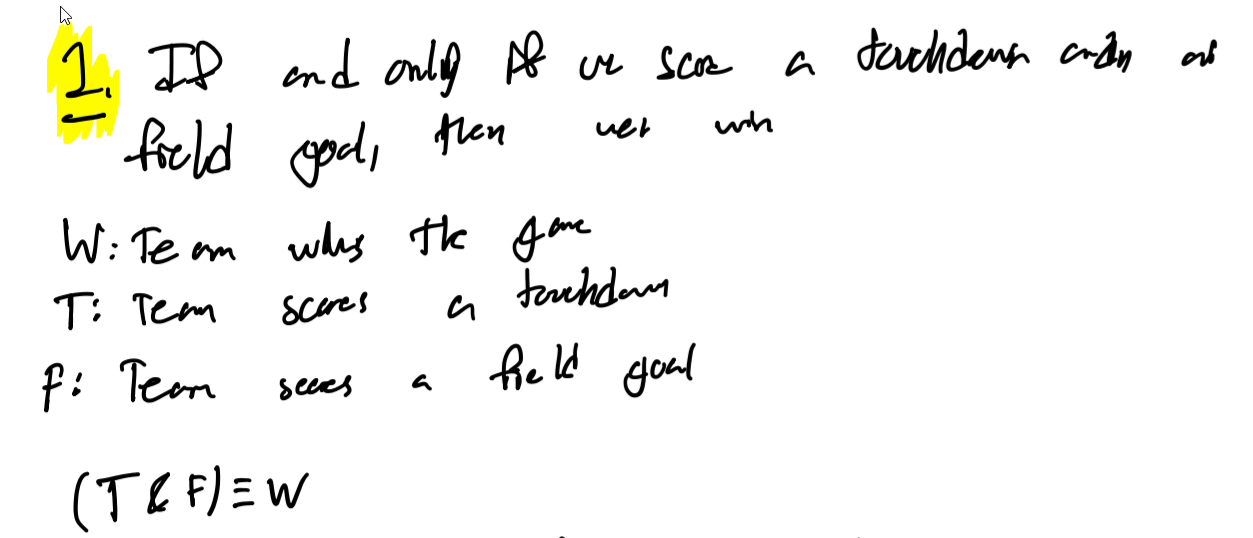 1. If and only if we score a touchdown and a
field goal, then we win
W: Team wins the game
T: Team scores a touchdown
F: Team scores a field goal
(T & F) ≡ W